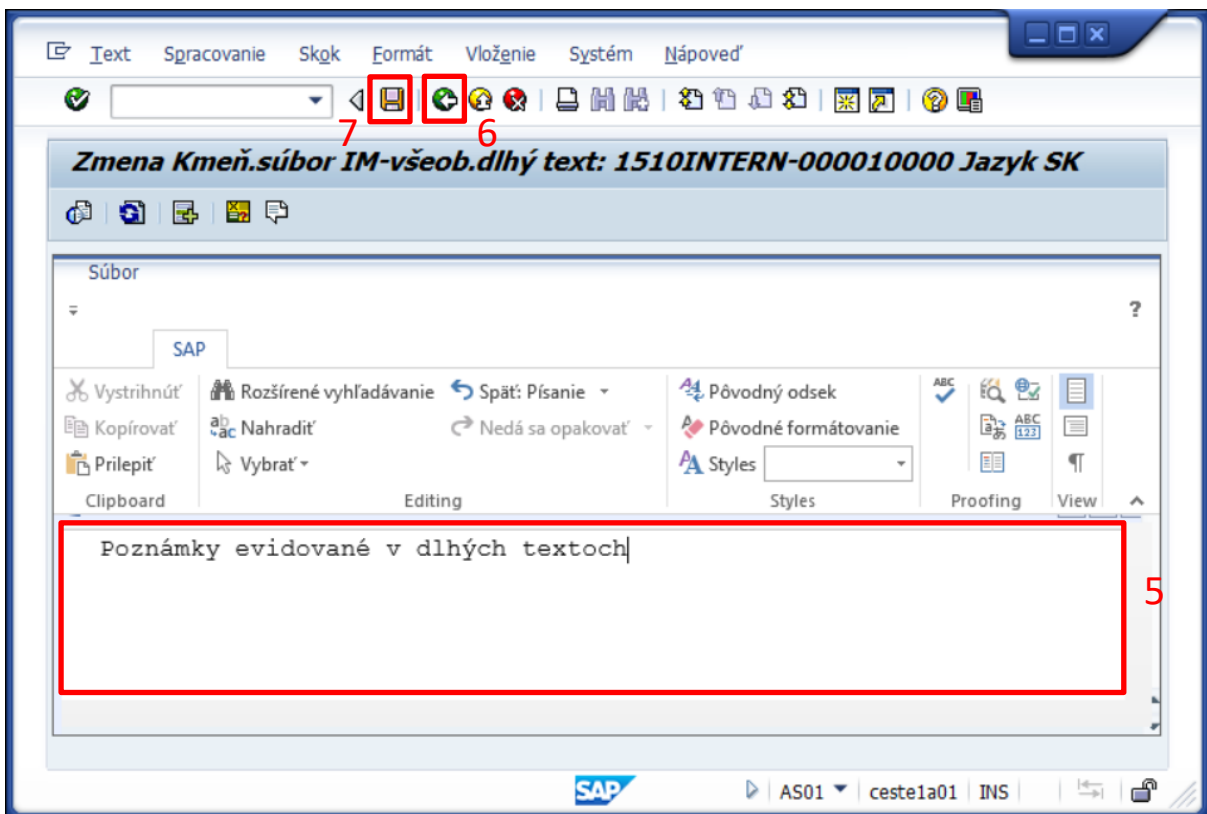 Text Spracovanie Skok Formát Vloženie Systém Nápoveď
7 6
Zmena Kmeň.súbor IM-všeob.dlhý text: 1510INTERN-000010000 Jazyk SK
Súbor
?
SAP
Vystrihnúť Rozšírené vyhľadávanie Späť: Písanie Pôvodný odsek ABC
Kopírovať Nahradiť Nedá sa opakovať Pôvodné formátovanie ABC 123
Prilepiť Vybrať Styles ¶
Clipboard Editing Styles Proofing View
Poznámky evidované v dlhých textoch
5
SAP AS01 ceste1a01 INS